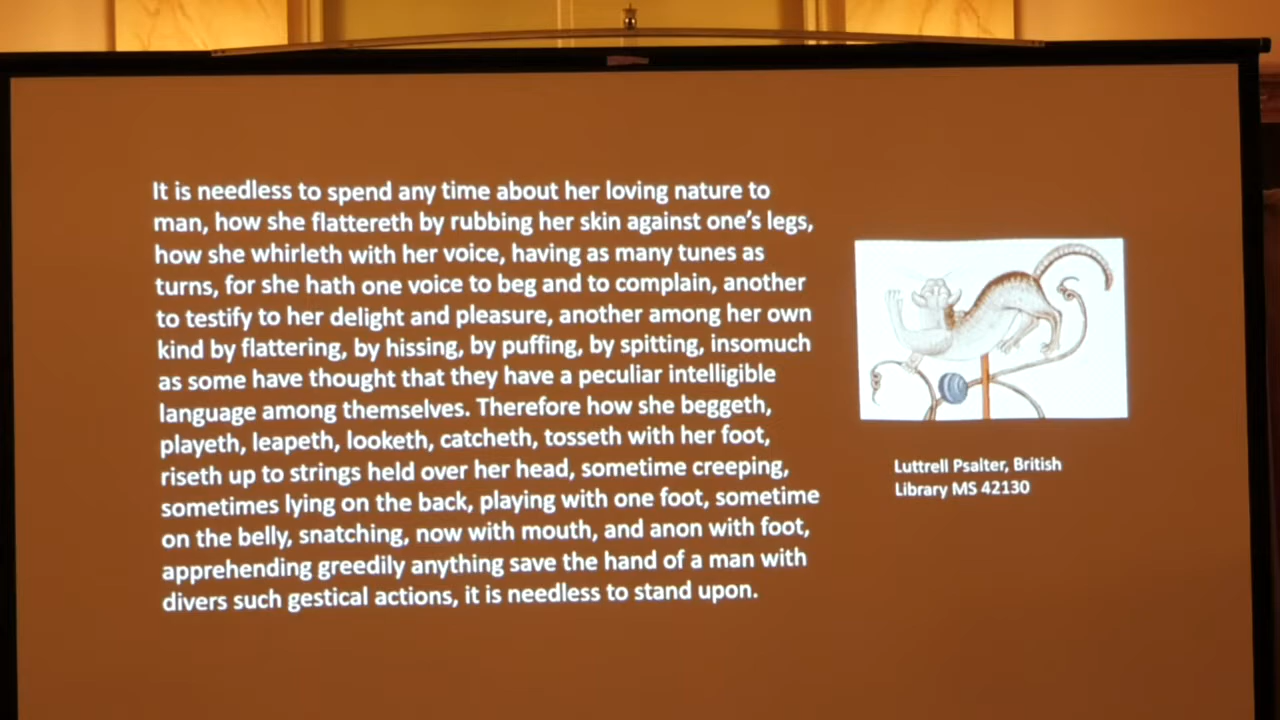 It is needless to spend any time about her loving nature to
man, how she flattereth by rubbing her skin against one's legs,
how she whirleth with her voice, having as many tunes as
turns, for she hath one voice to beg and to complain, another
to testify to her delight and pleasure, another among her own
kind by flattering, by hissing, by puffing, by spitting, insomuch
as some have thought that they have a peculiar intelligible
language among themselves. Therefore how she beggeth,
playeth, leapeth, looketh, catcheth, tosseth with her foot,
riseth up to strings held over her head, sometime creeping,
sometimes lying on the back, playing with one foot, sometime
on the belly, snatching, now with mouth, and anon with foot,
apprehending greedily anything save the hand of a man with
divers such gestical actions, it is needless to stand upon.
Luttrell Psalter, British
Library MS 42130